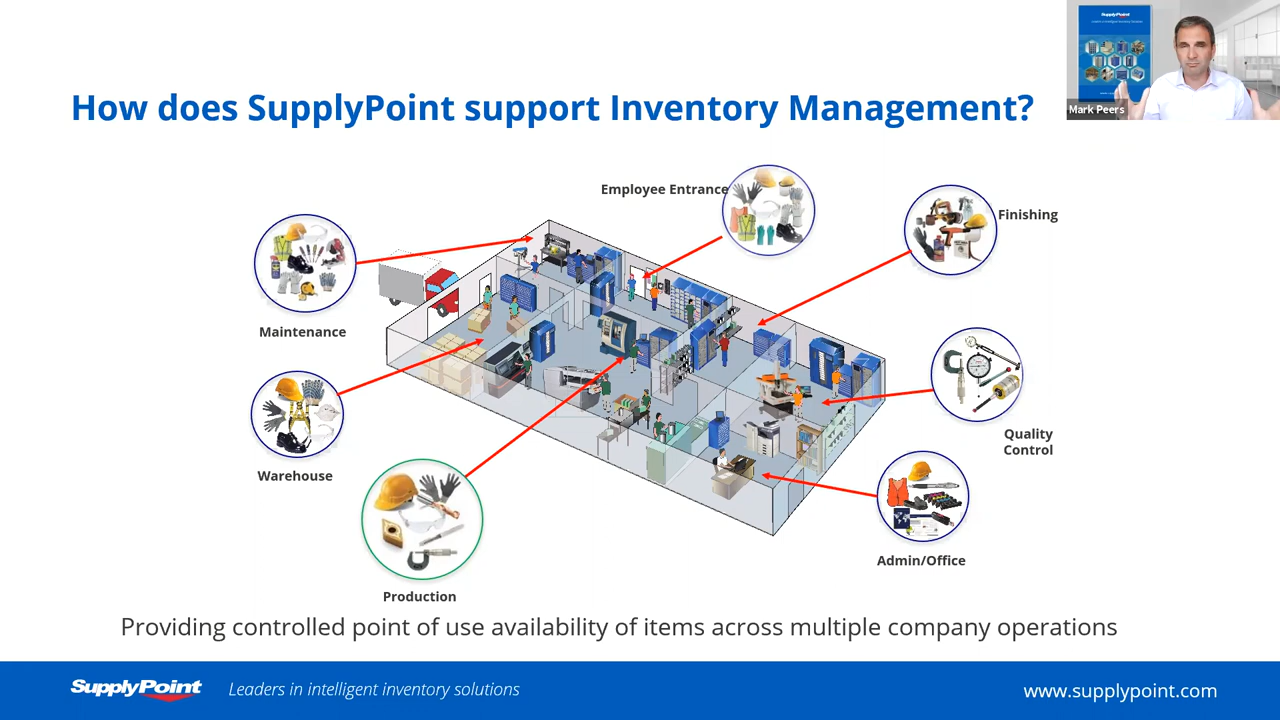 SupplyPoint
Mark Peers
How does SupplyPoint support Inventory Management?
Employee Entrance
Finishing
Maintenance
Quality
Control
Warehouse
Admin/Office
Production
Providing controlled point of use availability of items across multiple company operations
SupplyPoint
Leaders in intelligent inventory solutions
www.supplypoint.com